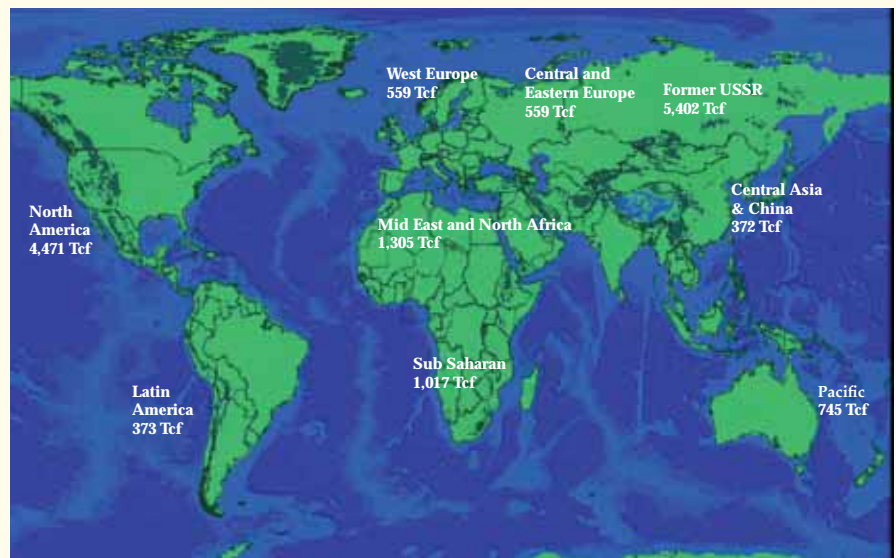 West Europe
559 Tcf
Central and
Eastern Europe
559 Tcf
Former USSR
5,402 Tcf
North
America
4,471 Tcf
Mid East and North Africa
1,305 Tcf
Central Asia
& China
372 Tcf
Sub Saharan
1,017 Tcf
Latin
America
373 Tcf
Pacific
745 Tcf